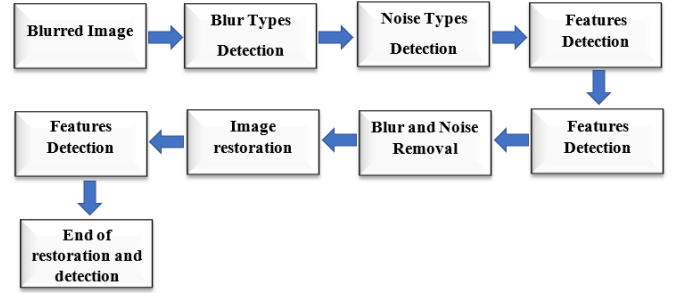 Blurred Image
Blur Types
Detection
Noise Types
Detection
Features
Detection
Features
Detection
Blur and Noise
Removal
Image
restoration
Features
Detection
End of
restoration and
detection